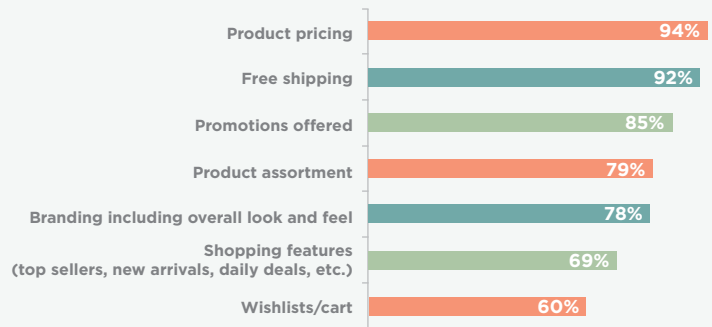 Product pricing 94%
Free shipping 92%
Promotions offered 85%
Product assortment 79%
Branding including overall look and feel 78%
Shopping features
(top sellers, new arrivals, daily deals, etc.) 69%
Wishlists/cart 60%